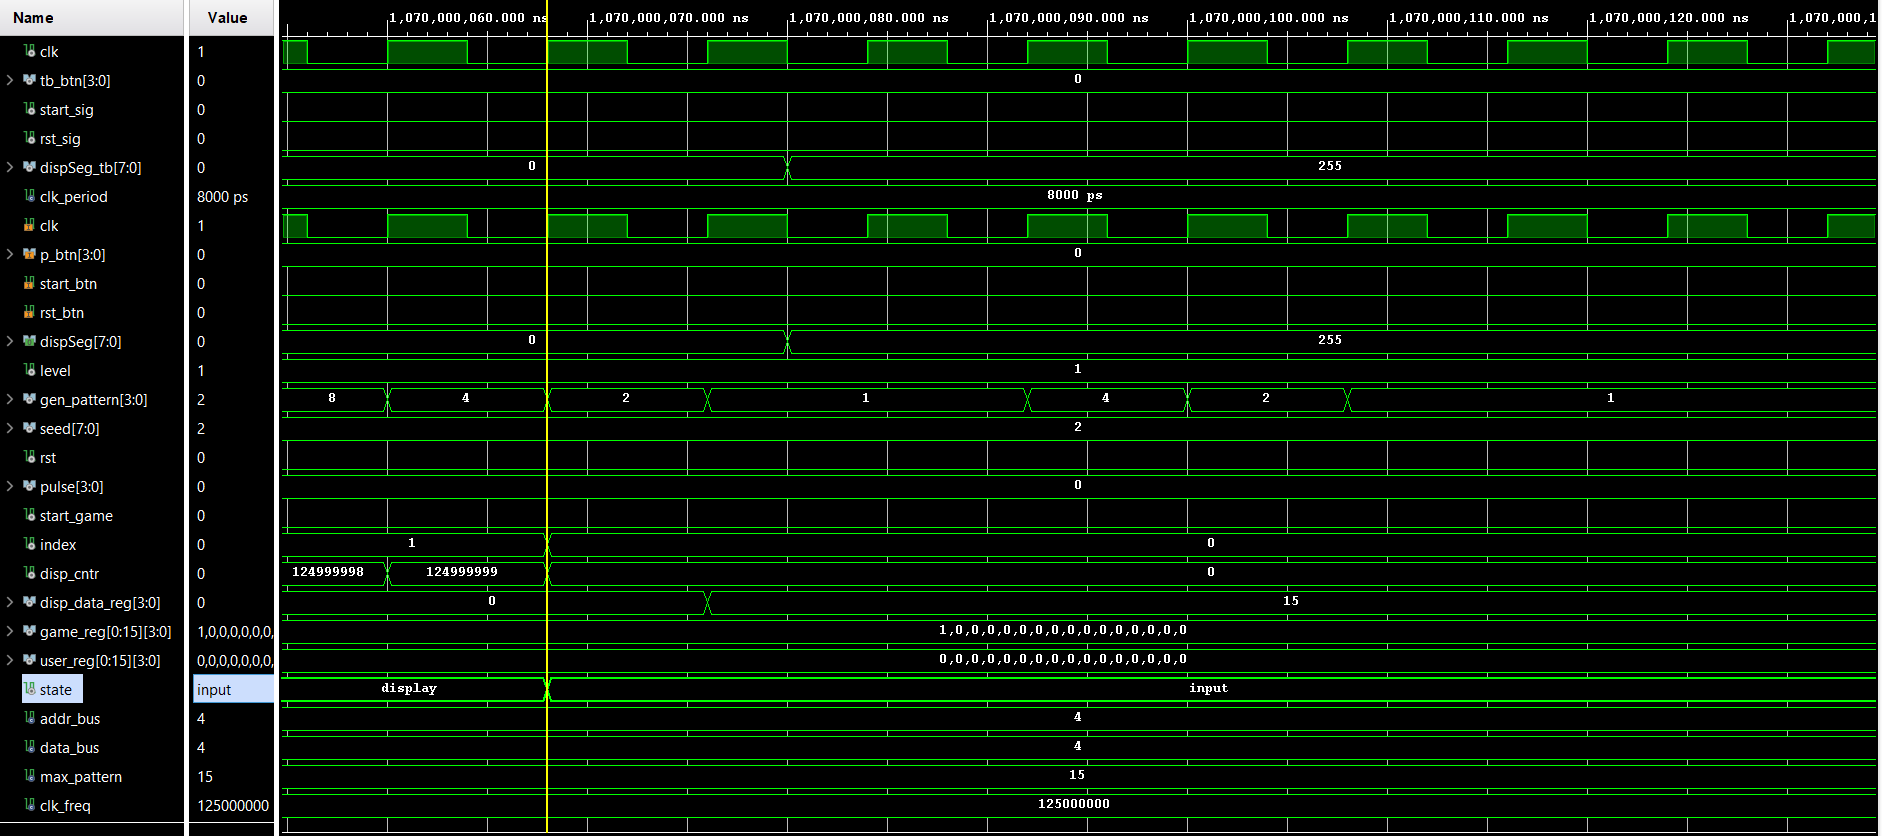 Name Value 1,070,000,060.000 ns 1,070,000,070.000 ns 1,070,000,080.000 ns 1,070,000,090.000 ns 1,070,000,100.000 ns 1,070,000,110.000 ns 1,070,000,120.000 ns 1,070,000,1
clk 1
tb_btn[3:0] 0 0
start_sig 0
rst_sig 0
dispSeg_tb[7:0] 0 0 255
clk_period 8000 ps 8000 ps
clk 1
p_btn[3:0] 0 0
start_btn 0
rst_btn 0
dispSeg[7:0] 0 0 255
level 1 1
gen_pattern[3:0] 2 8 4 2 1 4 2 1
seed[7:0] 2 2
rst 0
pulse[3:0] 0 0
start_game 0
index 0 1 0
disp_cntr 0 124999998 124999999 0
disp_data_reg[3:0] 0 0 15
game_reg[0:15][3:0] 1,0,0,0,0,0, 1,0,0,0,0,0,0,0,0,0,0,0,0,0,0,0
user_reg[0:15][3:0] 0,0,0,0,0,0, 0,0,0,0,0,0,0,0,0,0,0,0,0,0,0,0
state input display input
addr_bus 4 4
data_bus 4 4
max_pattern 15 15
clk_freq 125000000 125000000